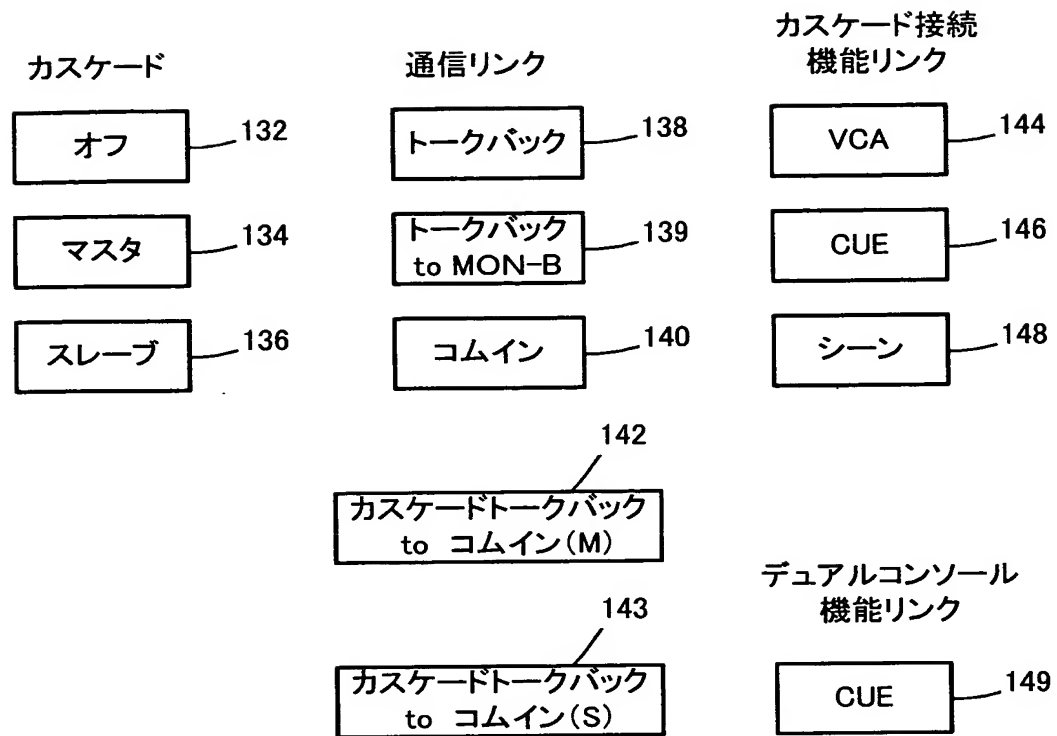 カスケード
オフ
132
マスタ
134
スレーブ
136
通信リンク
トークバック
138
トークバック
to MON-B
139
コムイン
140
142
カスケードトークバック
to コムイン(M)
143
カスケードトークバック
to コムイン(S)
カスケード接続
機能リンク
VCA
144
CUE
146
シーン
148
デュアルコンソール
機能リンク
CUE
149